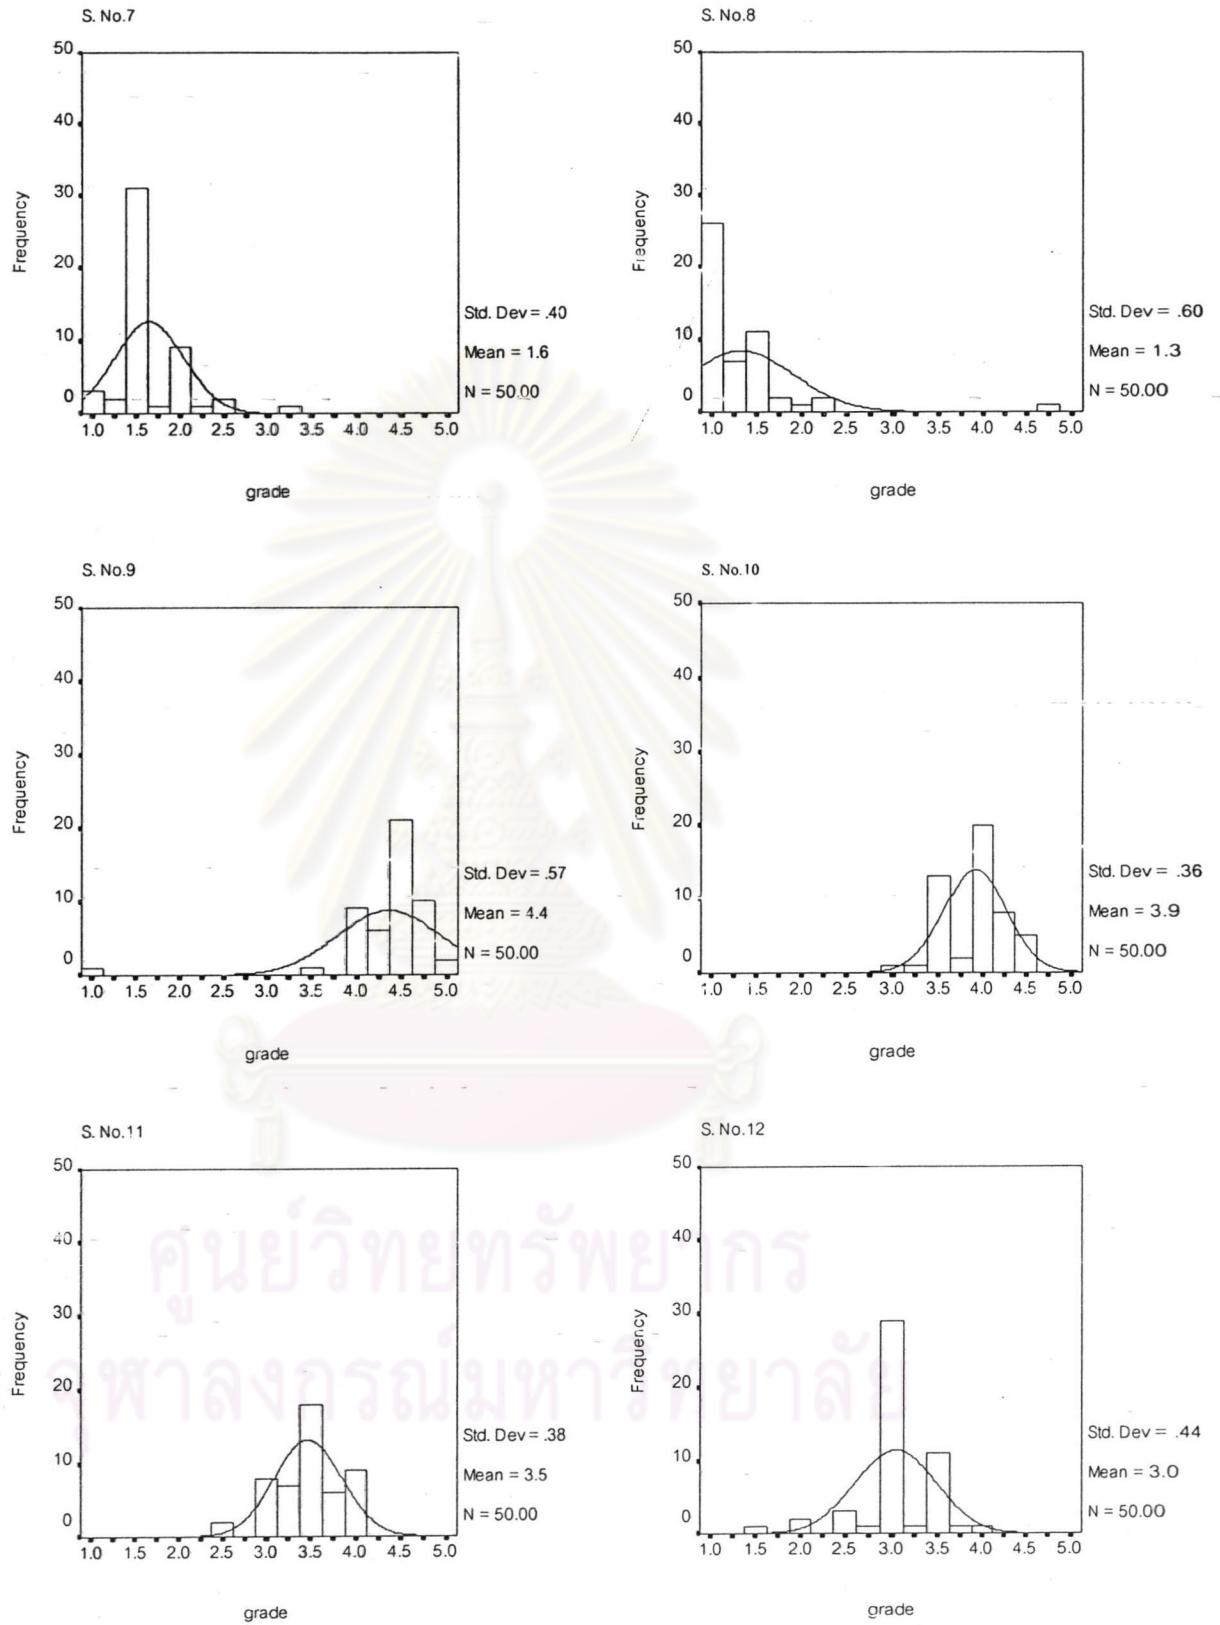 S. No.7
50
40
30
20
10
0
Frequency
1.0 1.5 2.0 2.5 3.0 3.5 4.0 4.5 5.0
grade
Std. Dev = .40
Mean = 1.6
N = 50.00
S. No.8
50
40
30
20
10
0
Frequency
1.0 1.5 2.0 2.5 3.0 3.5 4.0 4.5 5.0
grade
Std. Dev = .60
Mean = 1.3
N = 50.00
S. No.9
50
40
30
20
10
0
Frequency
1.0 1.5 2.0 2.5 3.0 3.5 4.0 4.5 5.0
grade
Std. Dev = .57
Mean = 4.4
N = 50.00
S. No.10
50
40
30
20
10
0
Frequency
1.0 1.5 2.0 2.5 3.0 3.5 4.0 4.5 5.0
grade
Std. Dev = .36
Mean = 3.9
N = 50.00
S. No.11
50
40
30
20
10
0
Frequency
1.0 1.5 2.0 2.5 3.0 3.5 4.0 4.5 5.0
grade
Std. Dev = .38
Mean = 3.5
N = 50.00
S. No.12
50
40
30
20
10
0
Frequency
1.0 1.5 2.0 2.5 3.0 3.5 4.0 4.5 5.0
grade
Std. Dev = .44
Mean = 3.0
N = 50.00
ศูนย์วิทยทรัพยากร
จุฬาลงกรณ์มหาวิทยาลัย